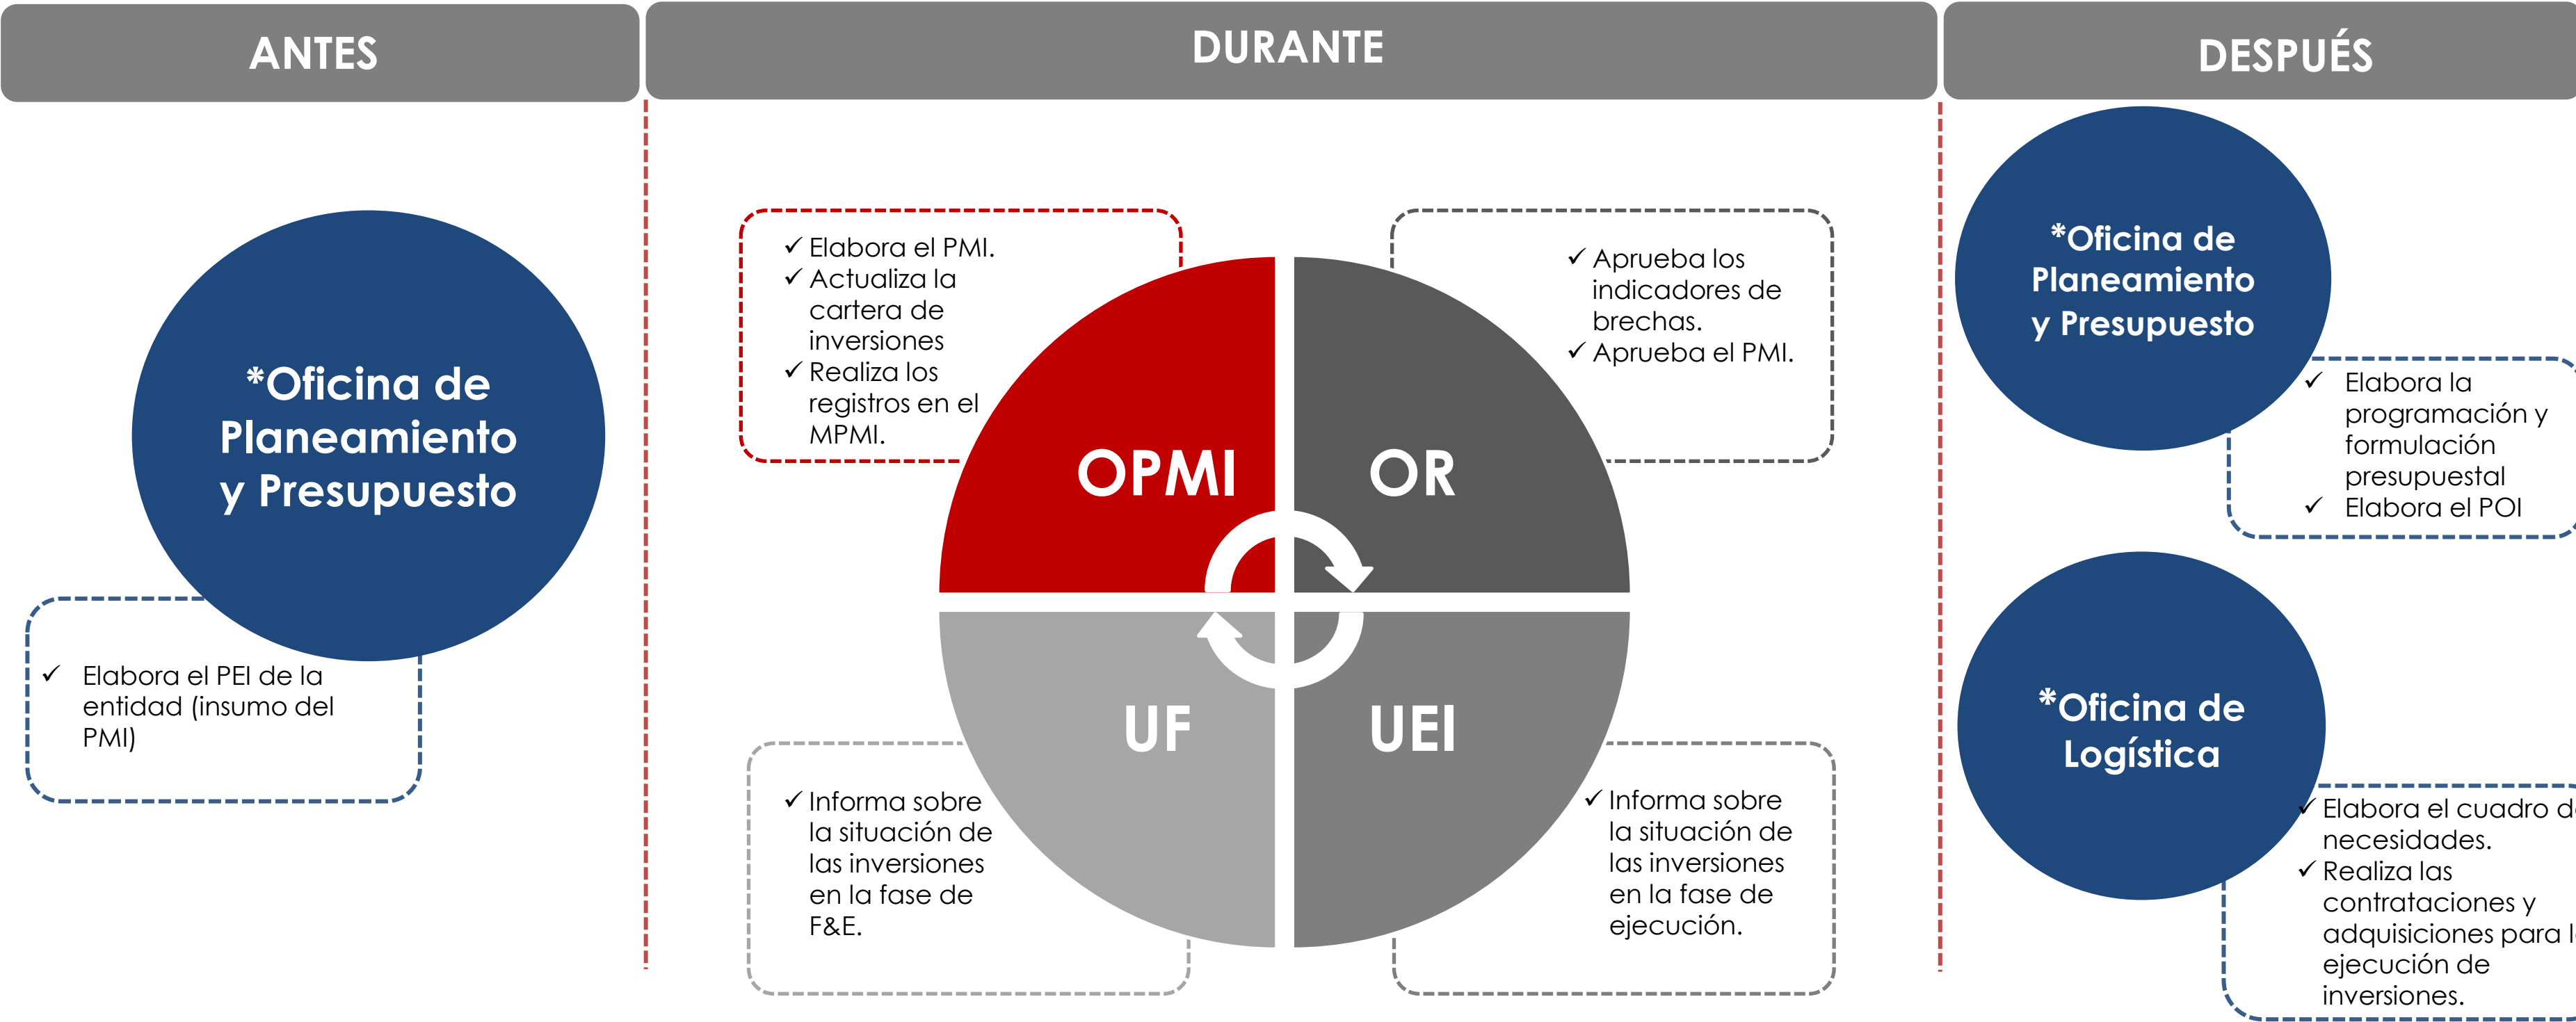 ANTES
DURANTE
DESPUÉS
*Oficina de
Planeamiento
y Presupuesto
✓ Elabora el PEI de la
entidad (insumo del
PMI)
✓ Elabora el PMI.
✓ Actualiza la
cartera de
inversiones
✓ Realiza los
registros en el
MPMI.
OPMI
✓ Aprueba los
indicadores de
brechas.
✓ Aprueba el PMI.
OR
UF
✓ Informa sobre
la situación de
las inversiones
en la fase de
F&E.
UEI
✓ Informa sobre
la situación de
las inversiones
en la fase de
ejecución.
*Oficina de
Planeamiento
y Presupuesto
✓ Elabora la
programación y
formulación
presupuestal
✓ Elabora el POI
*Oficina de
Logística
✓ Elabora el cuadro
necesidades.
✓ Realiza las
contrataciones y
adquisiciones para
ejecución de
inversiones.